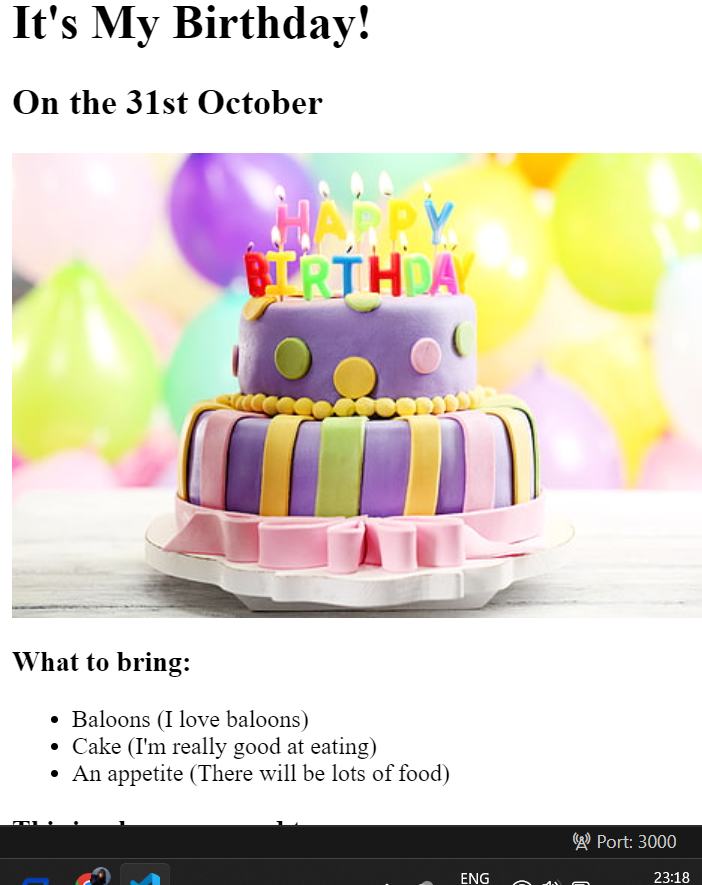 It's My Birthday!
On the 31st October
HAPPY
BIRTHDAY
What to bring:
Baloons (I love baloons)
Cake (I'm really good at eating)
An appetite (There will be lots of food)
Port: 3000
ENG
23:18